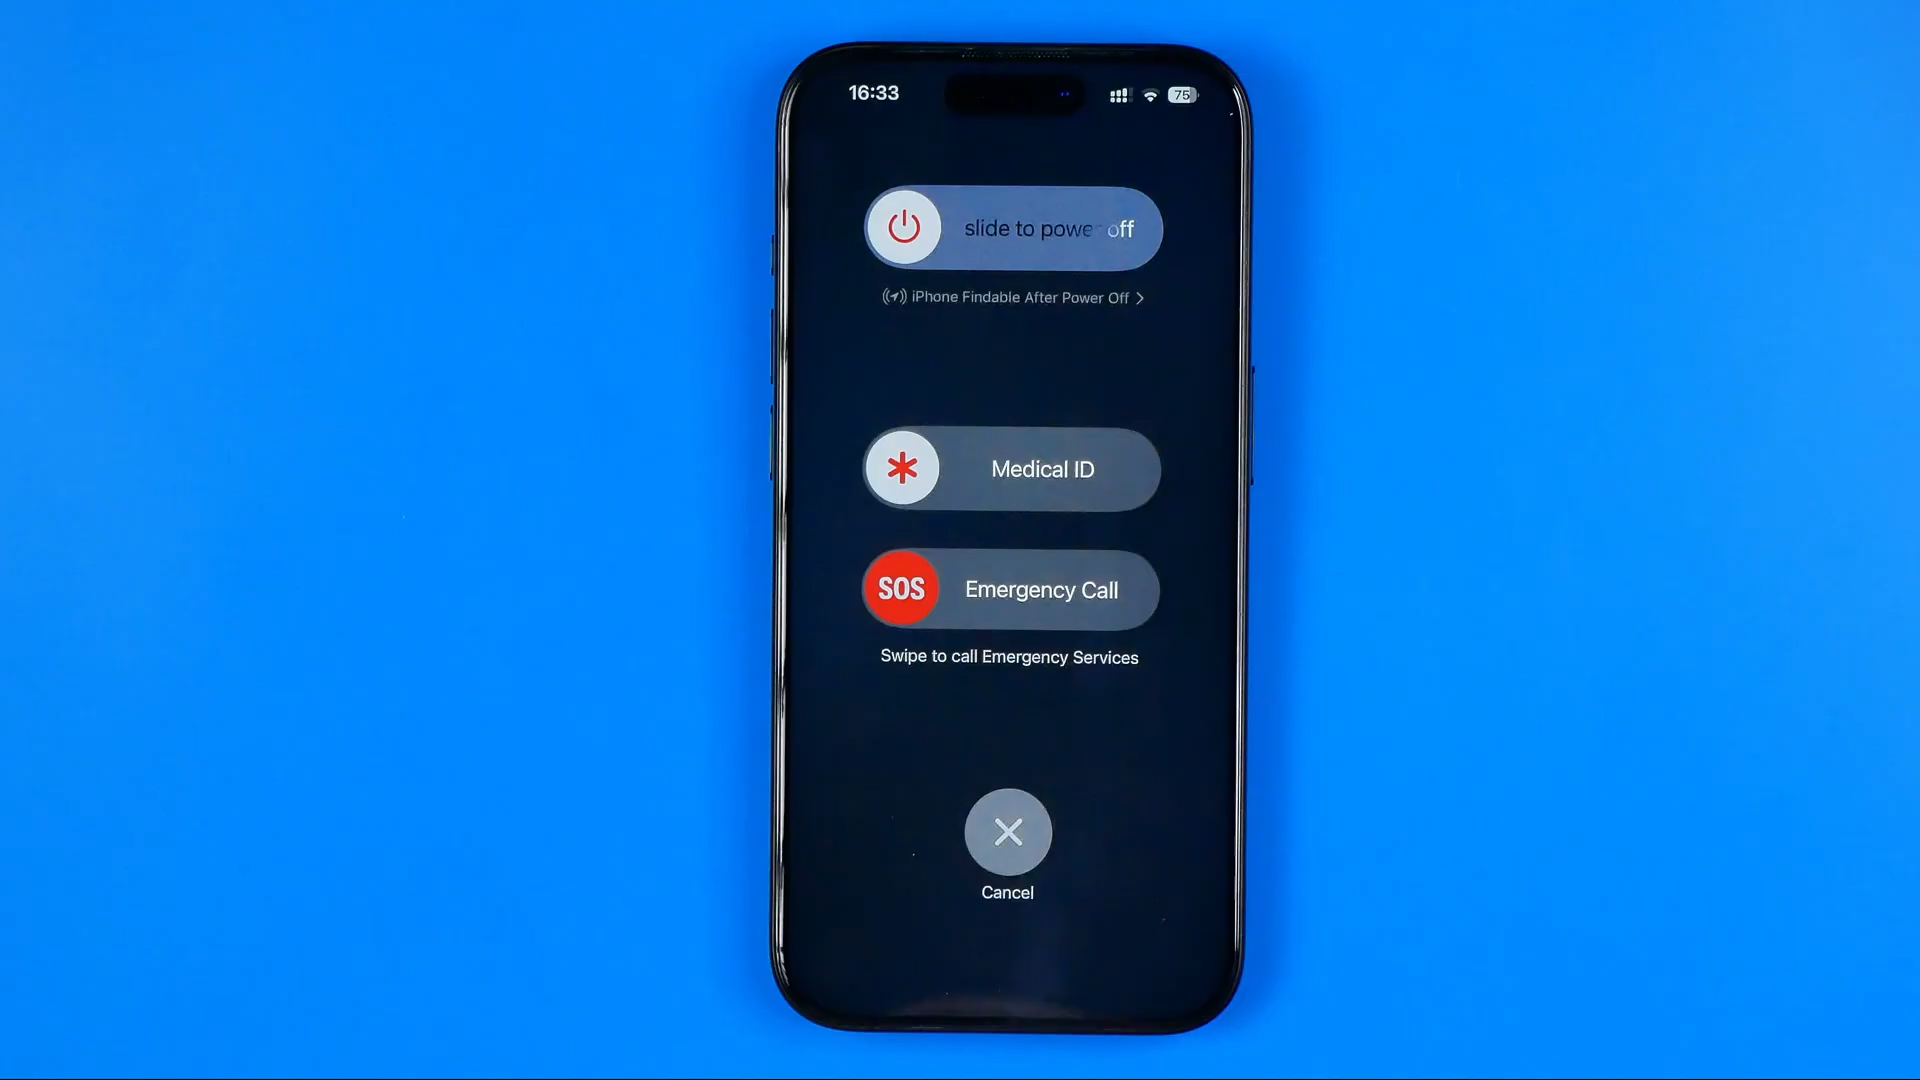 16:33
75
slide to power off
iPhone Findable After Power Off
Medical ID
SOS Emergency Call
Swipe to call Emergency Services
Cancel